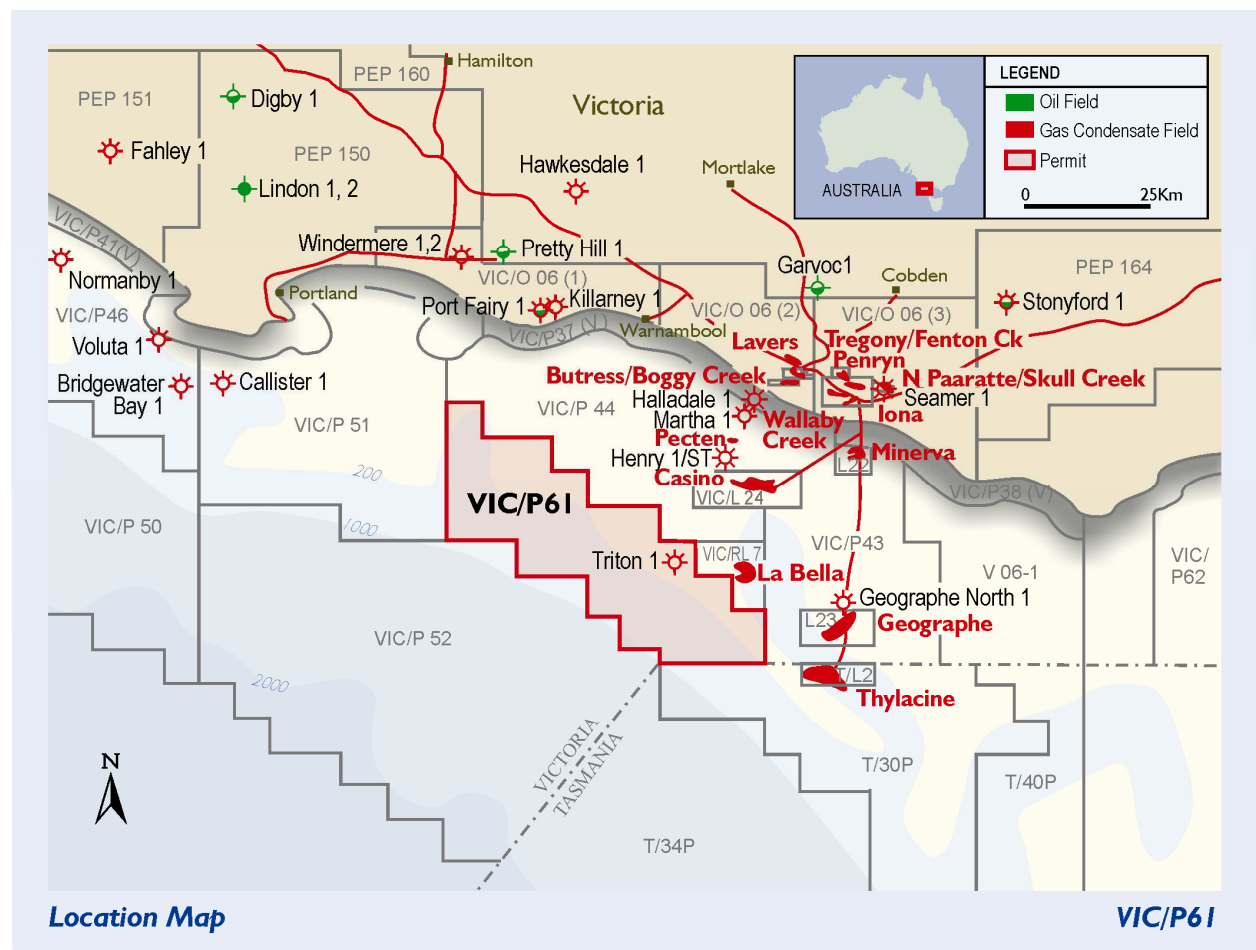 Hamilton
PEP 160
LEGEND
PEP 151
Digby 1
Victoria
Oil Field
Gas Condensate Field
Fahley 1
PEP 150
Hawkesdale 1
Mortlake
Permit
Lindon 1, 2
AUSTRALIA
0 25Km
VIC/P41(V)
Windermere 1,2
Pretty Hill 1
Normanby 1
VIC/O 06 (1)
Garvoc1
Cobden
PEP 164
Portland
Port Fairy 1
Killarney 1
VIC/O 06 (2)
VIC/O 06 (3)
Stonyford 1
VIC/P46
Warnambool
VIC/P37 (V)
Voluta 1
Lavers
Tregony/Fenton Ck
Penryn
Bridgewater
Bay 1
Callister 1
Butress/Boggy Creek
N Paaratte/Skull Creek
Halladale 1
Seamer 1
VIC/P 44
Martha 1
Wallaby
Creek
Iona
VIC/P 51
Pecten
Henry 1/ST
Minerva
L22
200
Casino
VIC/L 24
VIC/P38 (V)
VIC/P61
VIC/P 50
1000
VIC/P43
Triton 1
VIC/RL 7
La Bella
V 06-1
VIC/
P62
Geographe North 1
L23
Geographe
VIC/P 52
2000
T/L2
Thylacine
VICTORIA
TASMANIA
N
T/30P
T/40P
T/34P
Location Map
VIC/P61